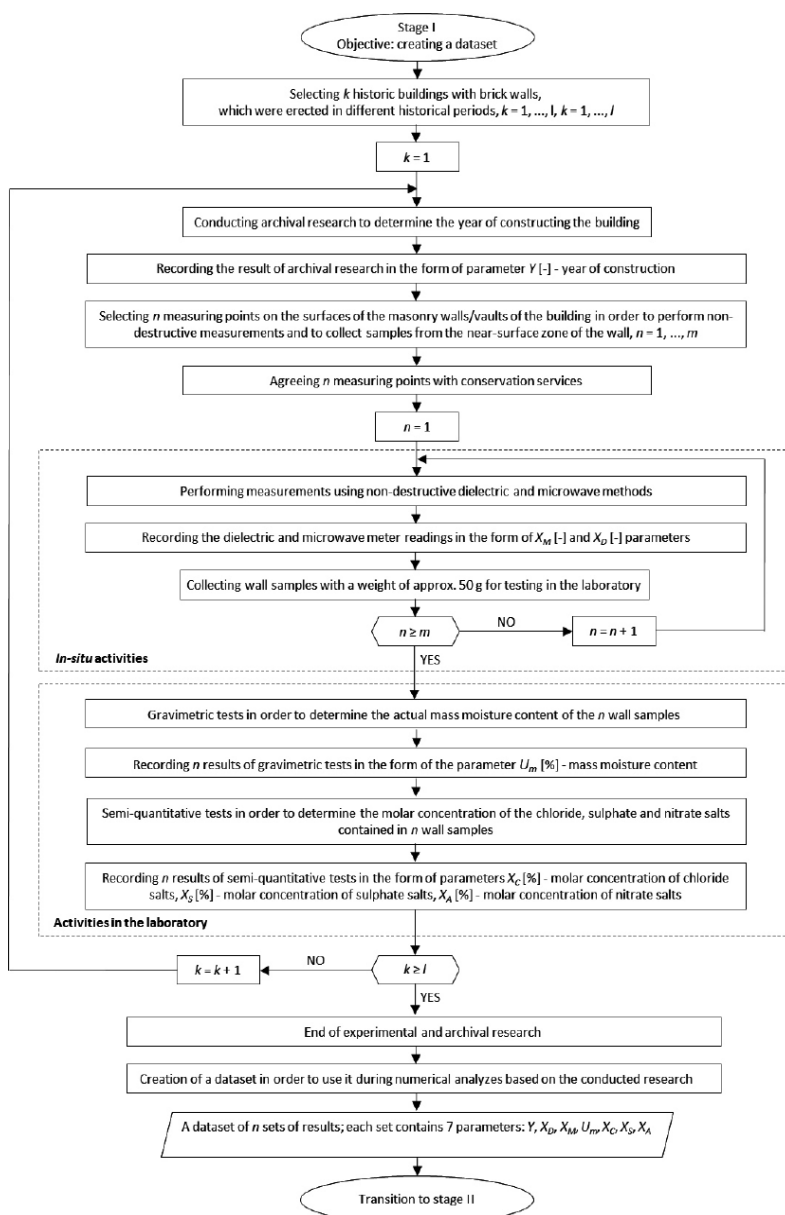 Stage I
Objective: creating a dataset
Selecting k historic buildings with brick walls,
which were erected in different historical periods, k = 1, ..., l, k = 1, ..., l
k = 1
Conducting archival research to determine the year of constructing the building
Recording the result of archival research in the form of parameter Y [-] - year of construction
Selecting n measuring points on the surfaces of the masonry walls/vaults of the building in order to perform non-
destructive measurements and to collect samples from the near-surface zone of the wall, n = 1, ..., m
Agreeing n measuring points with conservation services
n = 1
Performing measurements using non-destructive dielectric and microwave methods
Recording the dielectric and microwave meter readings in the form of X_M [-] and X_D [-] parameters
Collecting wall samples with a weight of approx. 50 g for testing in the laboratory
n ≥ m
NO
n = n + 1
In-situ activities
YES
Gravimetric tests in order to determine the actual mass moisture content of the n wall samples
Recording n results of gravimetric tests in the form of the parameter U_m [%] - mass moisture content
Semi-quantitative tests in order to determine the molar concentration of the chloride, sulphate and nitrate salts
contained in n wall samples
Recording n results of semi-quantitative tests in the form of parameters X_C [%] - molar concentration of chloride
salts, X_S [%] - molar concentration of sulphate salts, X_A [%] - molar concentration of nitrate salts
Activities in the laboratory
k = k + 1
NO
k ≥ l
YES
End of experimental and archival research
Creation of a dataset in order to use it during numerical analyzes based on the conducted research
A dataset of n sets of results; each set contains 7 parameters: Y, X_D, X_M, U_m, X_C, X_S, X_A
Transition to stage II